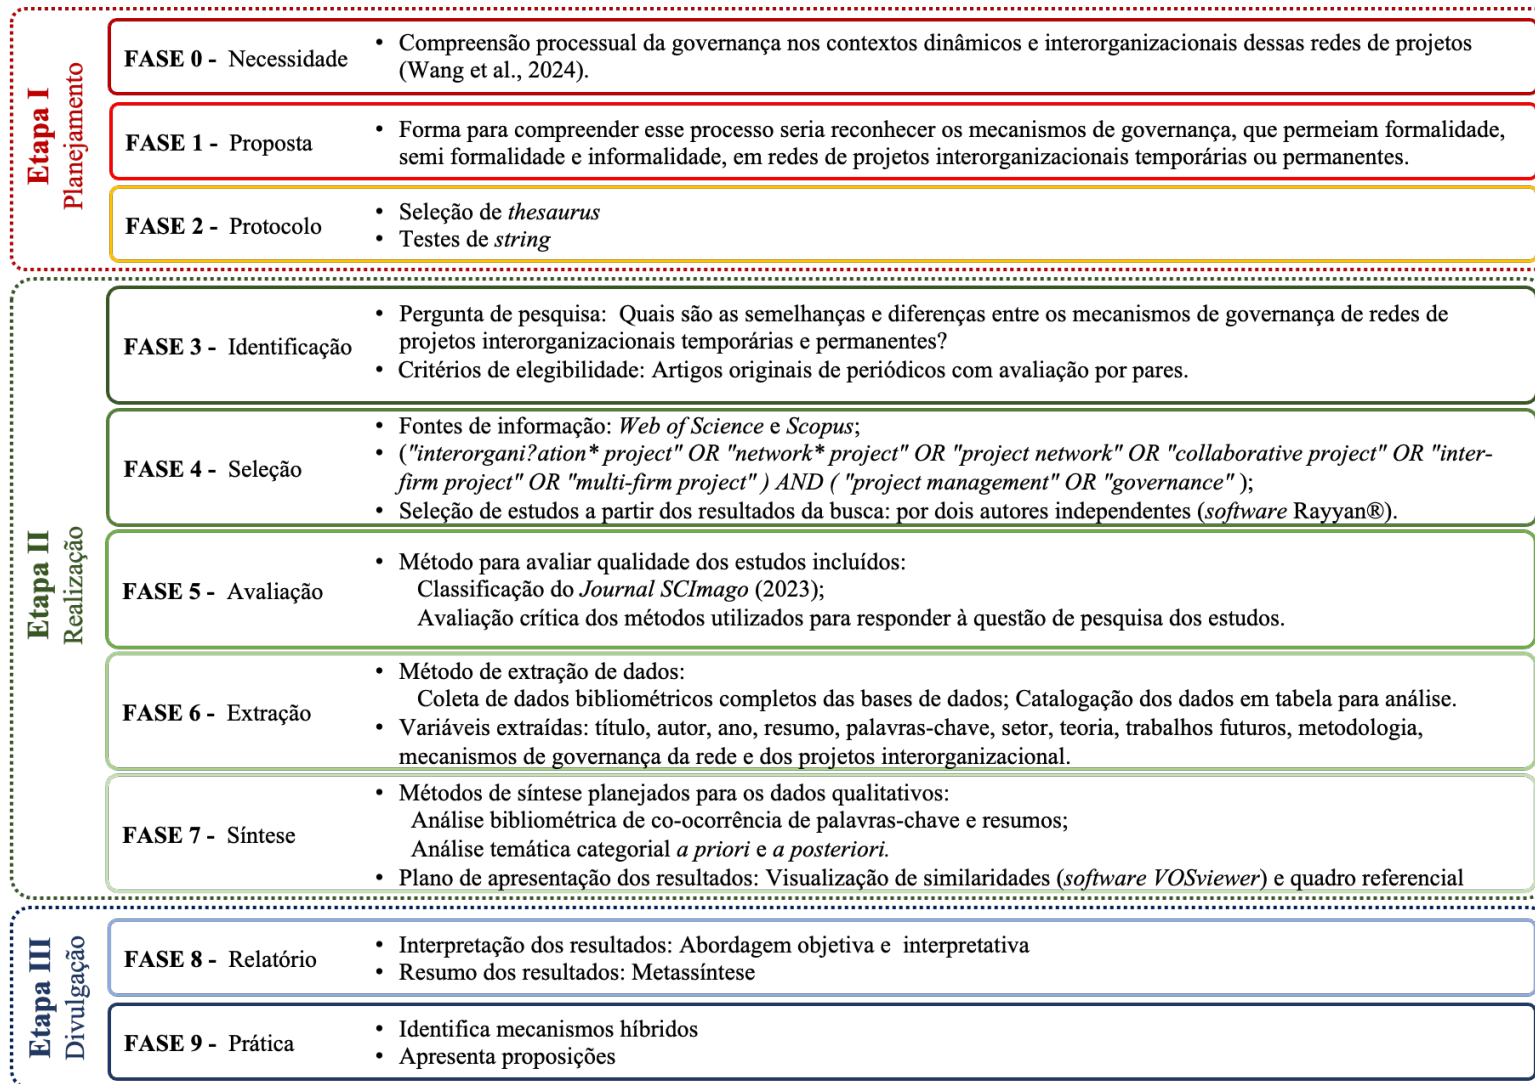 Etapa I
Planejamento
FASE 0 - Necessidade
• Compreensão processual da governança nos contextos dinâmicos e interorganizacionais dessas redes de projetos
(Wang et al., 2024).
FASE 1 - Proposta
• Forma para compreender esse processo seria reconhecer os mecanismos de governança, que permeiam formalidade,
semi formalidade e informalidade, em redes de projetos interorganizacionais temporárias ou permanentes.
FASE 2 - Protocolo
• Seleção de thesaurus
• Testes de string
Etapa II
Realização
FASE 3 - Identificação
• Pergunta de pesquisa: Quais são as semelhanças e diferenças entre os mecanismos de governança de redes de
projetos interorganizacionais temporárias e permanentes?
• Critérios de elegibilidade: Artigos originais de periódicos com avaliação por pares.
FASE 4 - Seleção
• Fontes de informação: Web of Science e Scopus;
• ("interorgani?ation* project" OR "network* project" OR "project network" OR "collaborative project" OR "inter-
firm project" OR "multi-firm project" ) AND ( "project management" OR "governance" );
• Seleção de estudos a partir dos resultados da busca: por dois autores independentes (software Rayyan®).
FASE 5 - Avaliação
• Método para avaliar qualidade dos estudos incluídos:
Classificação do Journal SCImago (2023);
Avaliação crítica dos métodos utilizados para responder à questão de pesquisa dos estudos.
FASE 6 - Extração
• Método de extração de dados:
Coleta de dados bibliométricos completos das bases de dados; Catalogação dos dados em tabela para análise.
• Variáveis extraídas: título, autor, ano, resumo, palavras-chave, setor, teoria, trabalhos futuros, metodologia,
mecanismos de governança da rede e dos projetos interorganizacional.
FASE 7 - Síntese
• Métodos de síntese planejados para os dados qualitativos:
Análise bibliométrica de co-ocorrência de palavras-chave e resumos;
Análise temática categorial a priori e a posteriori.
• Plano de apresentação dos resultados: Visualização de similaridades (software VOSviewer) e quadro referencial
Etapa III
Divulgação
FASE 8 - Relatório
• Interpretação dos resultados: Abordagem objetiva e interpretativa
• Resumo dos resultados: Metassíntese
FASE 9 - Prática
• Identifica mecanismos híbridos
• Apresenta proposições